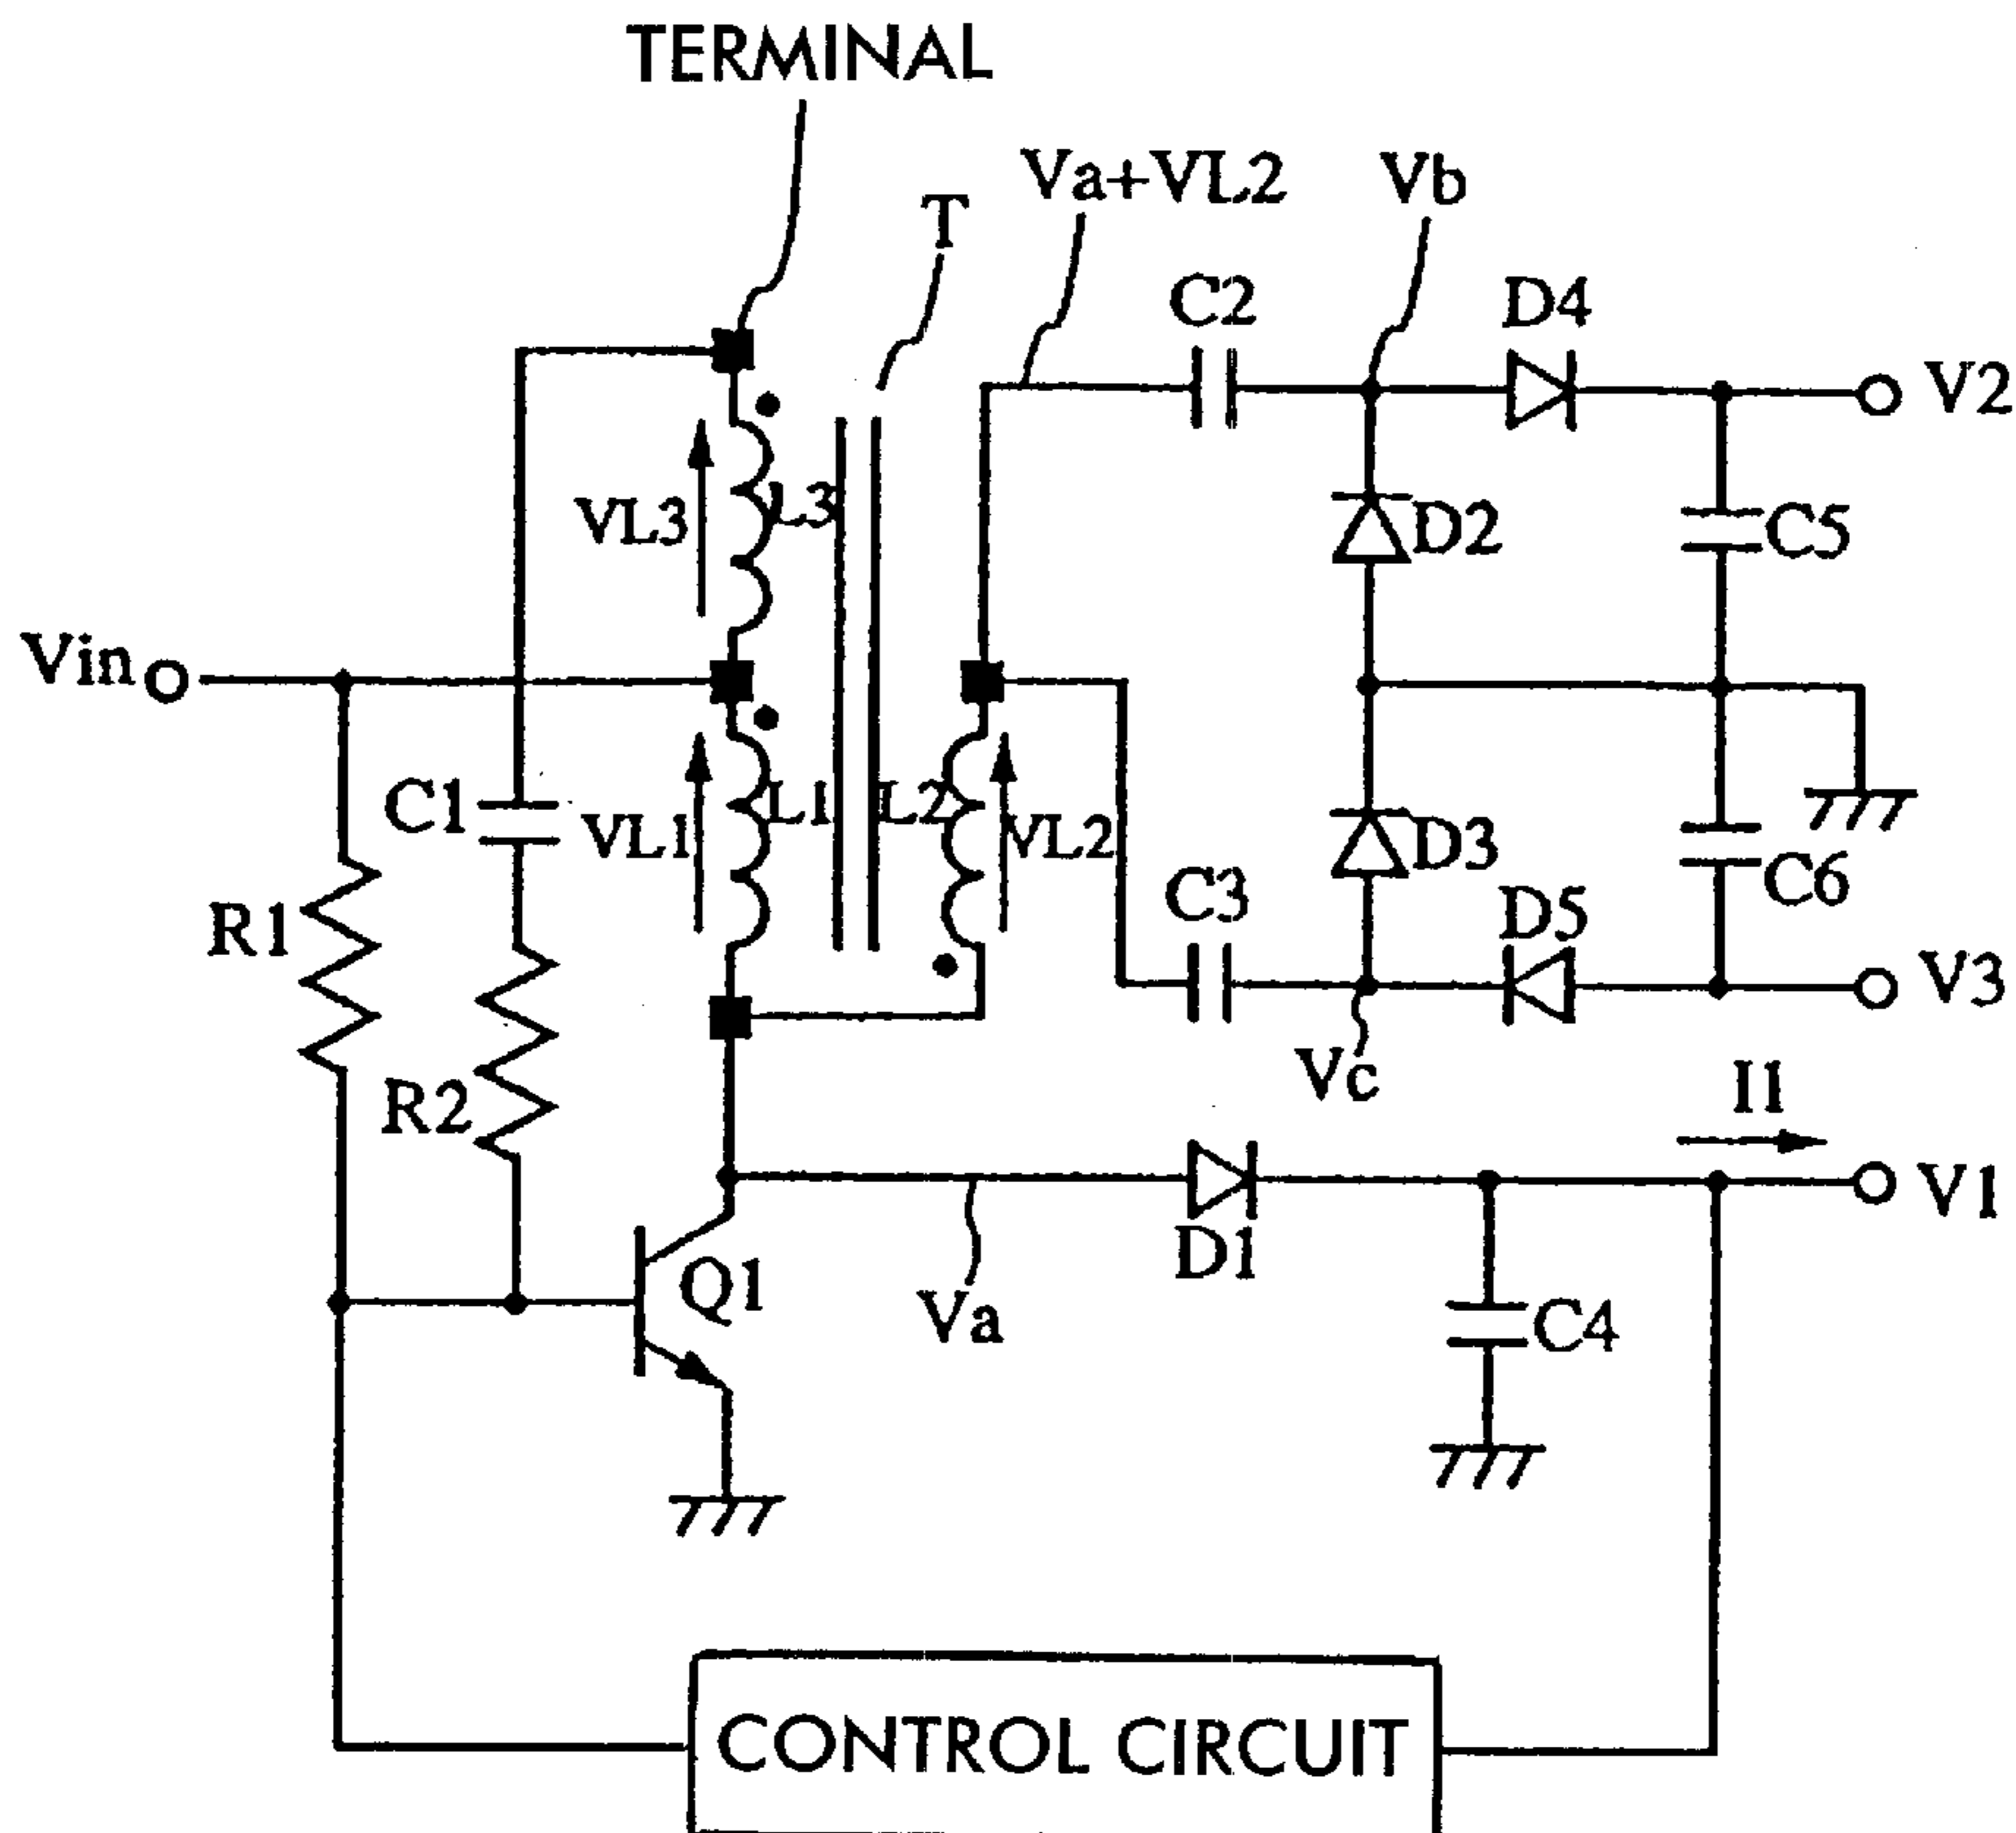 TERMINAL
T
Va+VL2
Vb
C2
D4
V2
VL3
L3
D2
C5
Vin
C1
VL1
L1
L2
VL2
D3
C6
R1
C3
D5
V3
Vc
R2
I1
V1
D1
Q1
Va
C4
CONTROL CIRCUIT